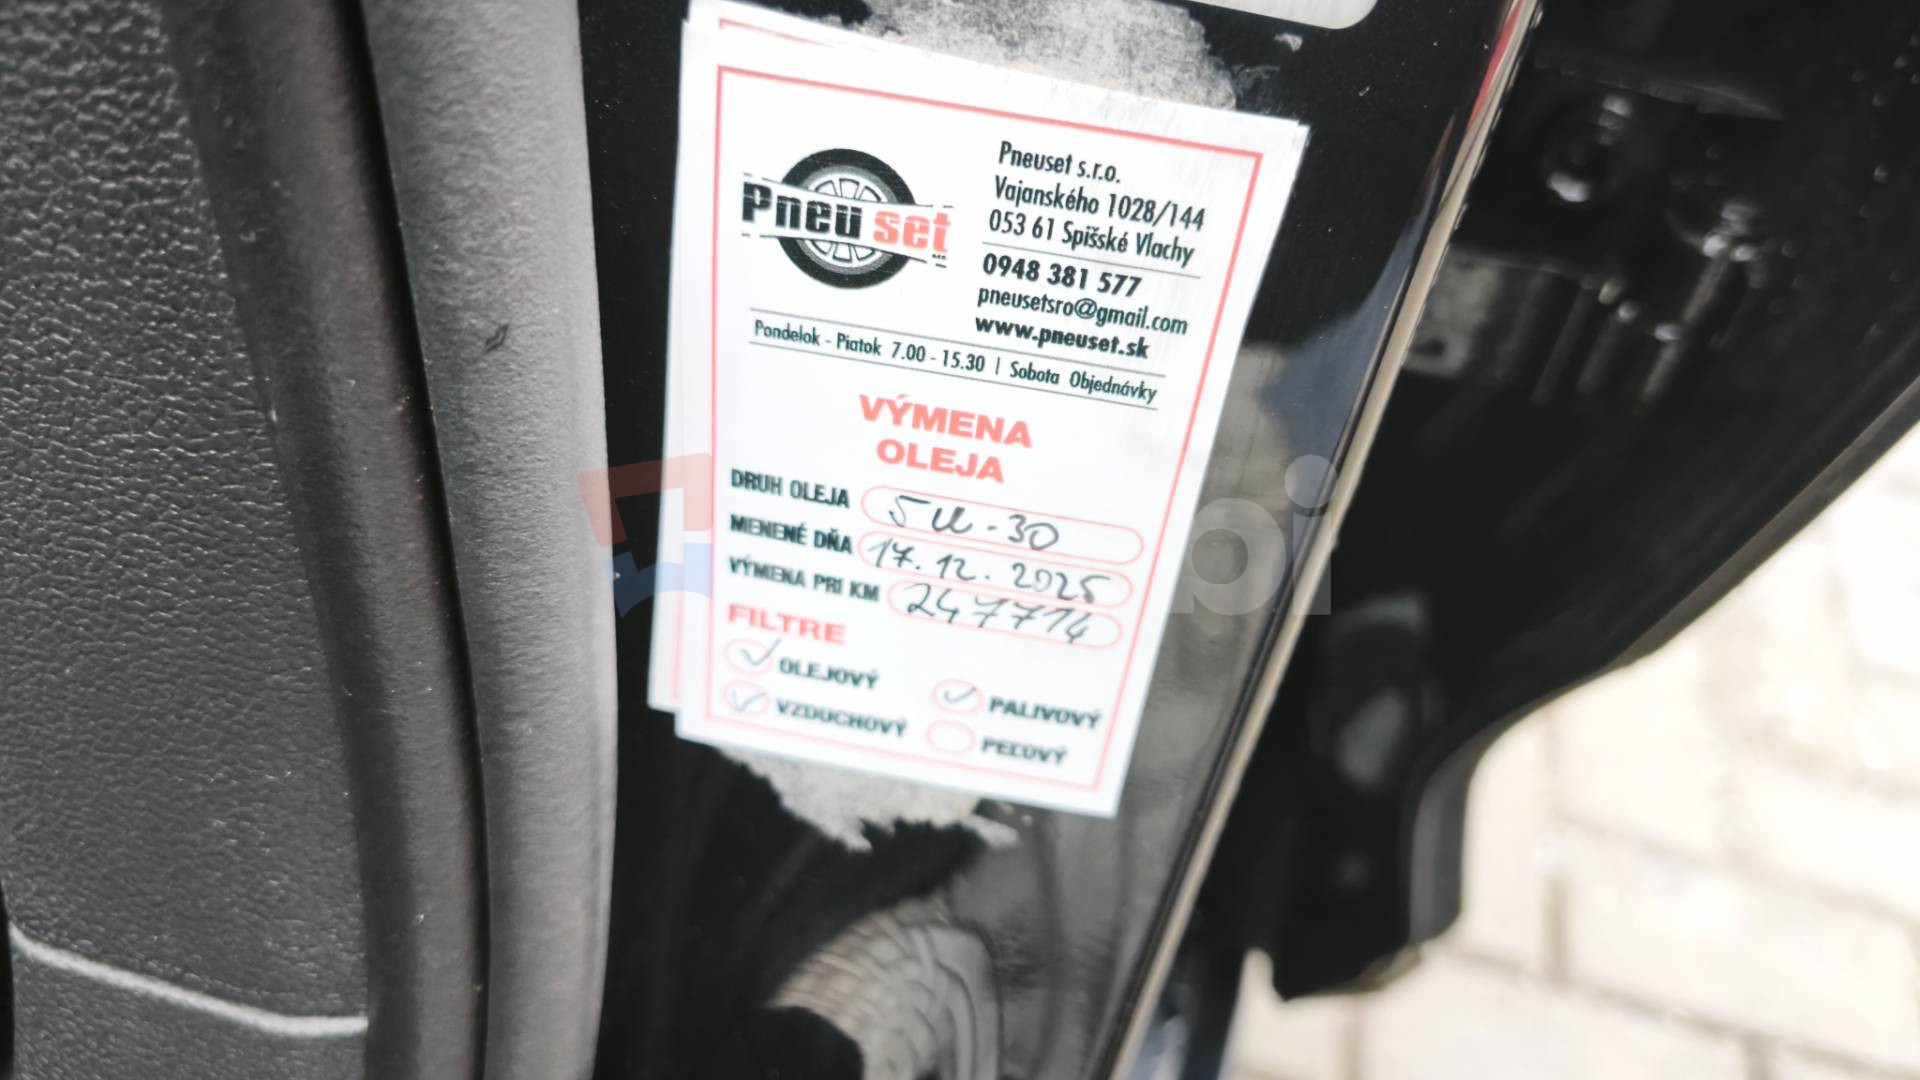 Pneu set
Pneuset s.r.o.
Vajanského 1028/144
053 61 Spišské Vlachy
0948 381 577
pneusetsro@gmail.com
www.pneuset.sk
Pondelok - Piatok 7.00 - 15.30 | Sobota Objednávky
VÝMENA
OLEJA
DRUH OLEJA 5W-30
MENENÉ DŇA 17.12.2025
VÝMENA PRI KM 247714
FILTRE
OLEJOVÝ
PALIVOVÝ
VZDUCHOVÝ
PEĽOVÝ